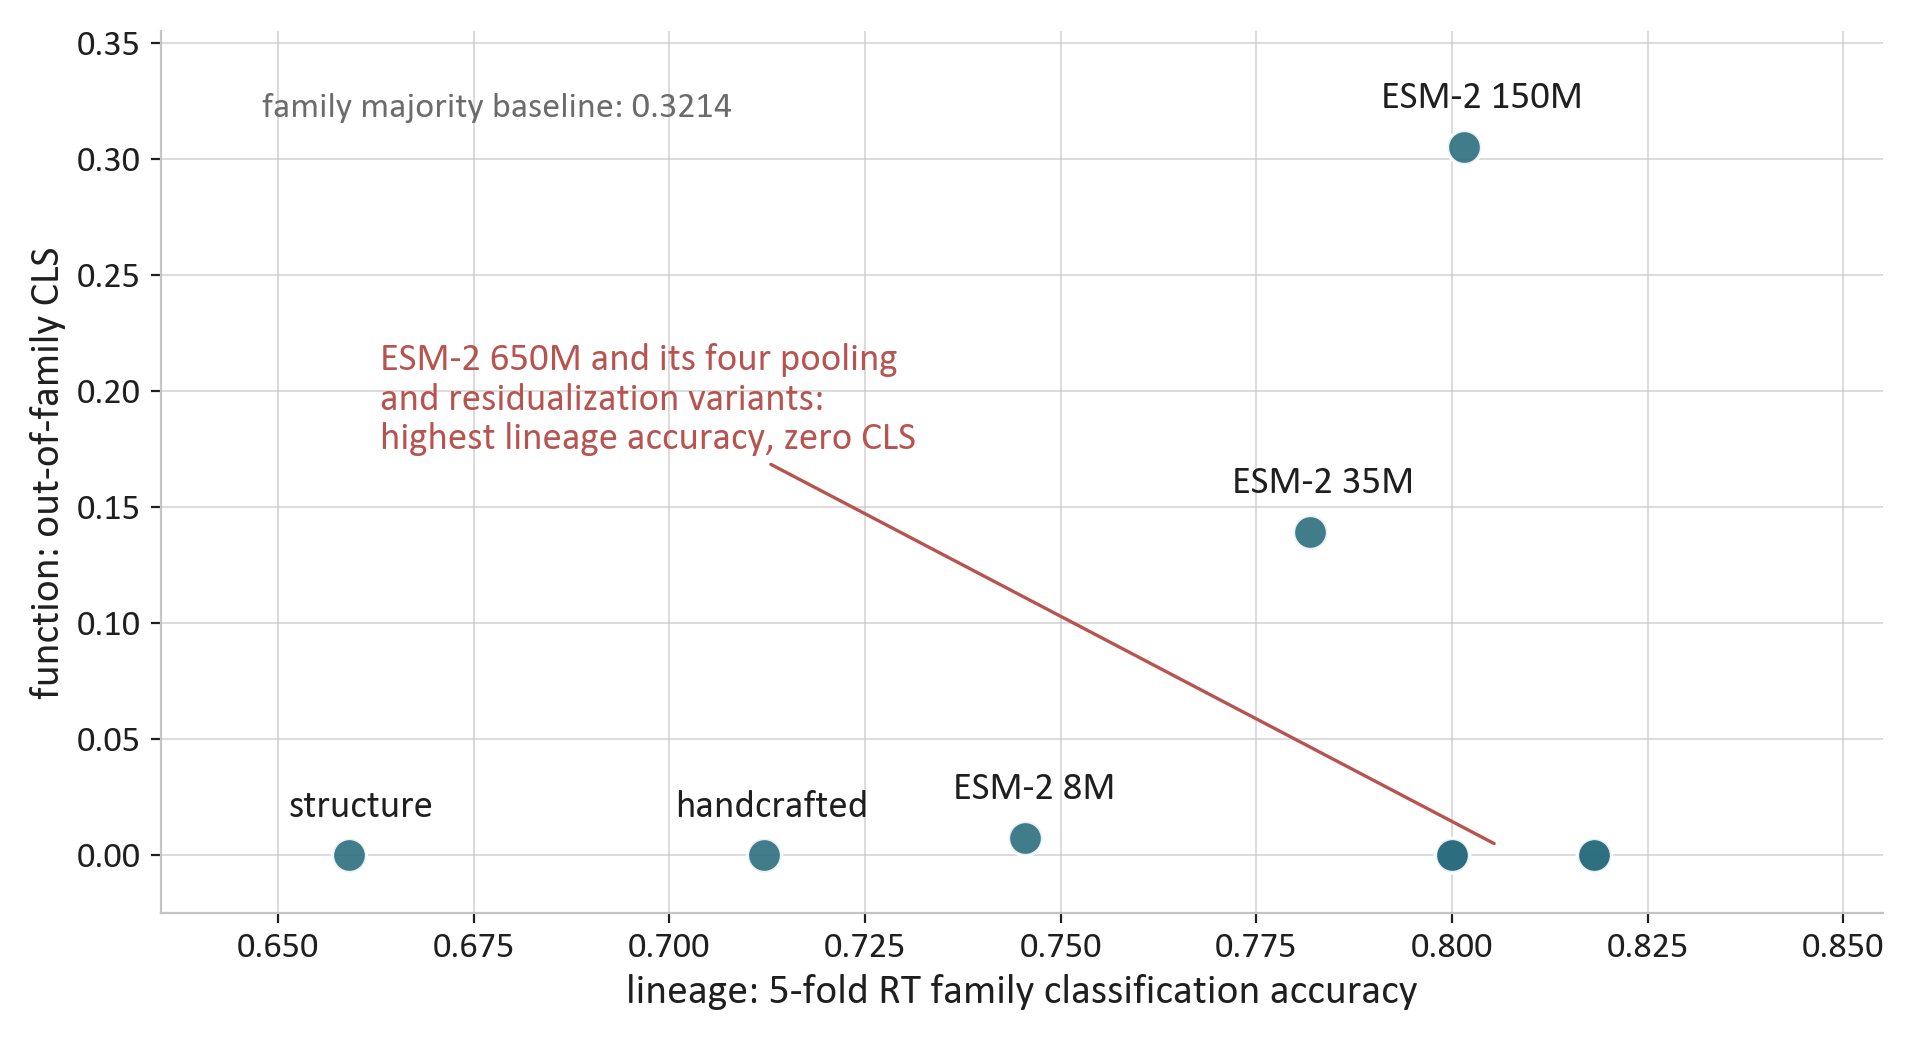 0.35
0.30
0.25
0.20
0.15
0.10
0.05
0.00
function: out-of-family CLS
family majority baseline: 0.3214
ESM-2 150M
ESM-2 650M and its four pooling
and residualization variants:
highest lineage accuracy, zero CLS
ESM-2 35M
ESM-2 8M
structure
handcrafted
0.650 0.675 0.700 0.725 0.750 0.775 0.800 0.825 0.850
lineage: 5-fold RT family classification accuracy